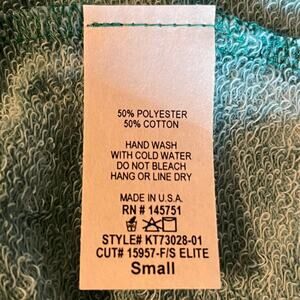 50% POLYESTER
50% COTTON
HAND WASH
WITH COLD WATER
DO NOT BLEACH
HANG OR LINE DRY
MADE IN U.S.A.
RN # 145751
STYLE# KT73028-01
CUT# 15957-F/S ELITE
Small